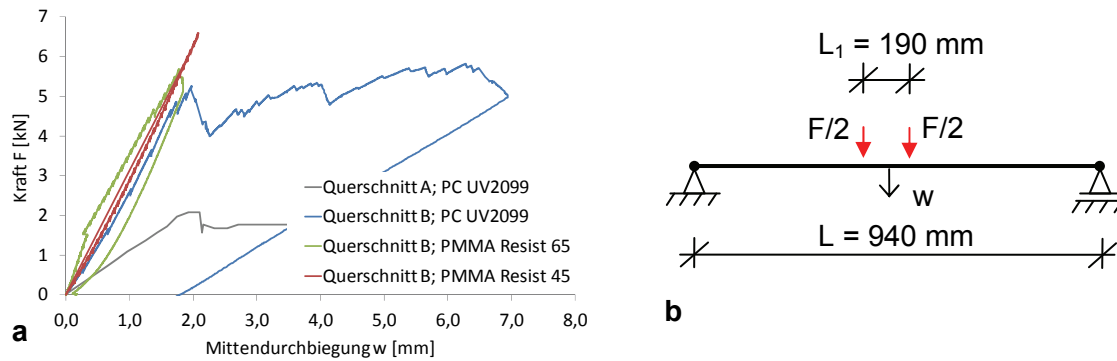 Kraft F [kN]
7
6
5
4
3
2
1
0
0,0 1,0 2,0 3,0 4,0 5,0 6,0 7,0 8,0
Mittendurchbiegung w [mm]
Querschnitt A; PC UV2099
Querschnitt B; PC UV2099
Querschnitt B; PMMA Resist 65
Querschnitt B; PMMA Resist 45
a
L1 = 190 mm
F/2 F/2
w
L = 940 mm
b